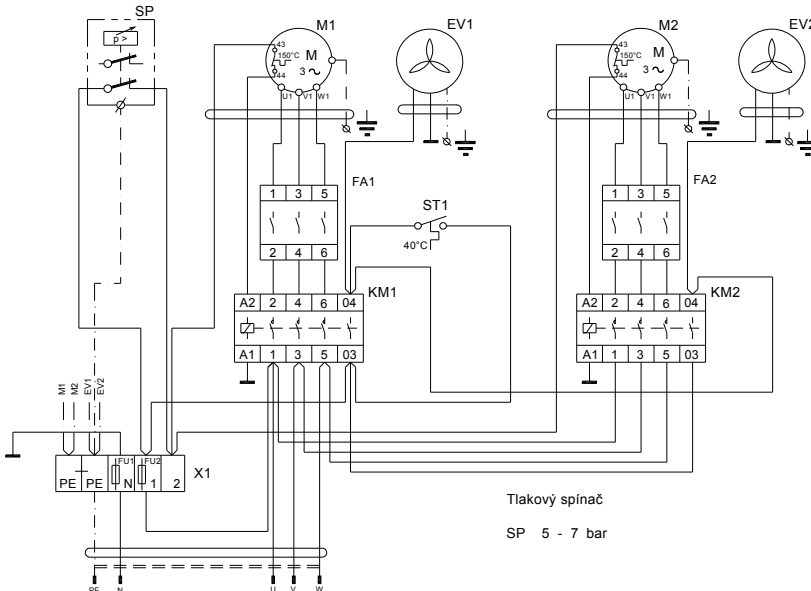 SP
p >
M1
EV1
M2
EV2
43
150°C
44
M
3 ~
U1
V1
W1
43
150°C
44
M
3 ~
U1
V1
W1
FA1
1 3 5
2 4 6
ST1
40°C
FA2
1 3 5
2 4 6
KM1
A2 2 4 6 04
A1 1 3 5 03
KM2
A2 2 4 6 04
A1 1 3 5 03
M1
M2
EV1
EV2
FU1
FU2
PE PE N 1 2
X1
Tlakový spínač
SP 5 - 7 bar
PE
N
U
V
W